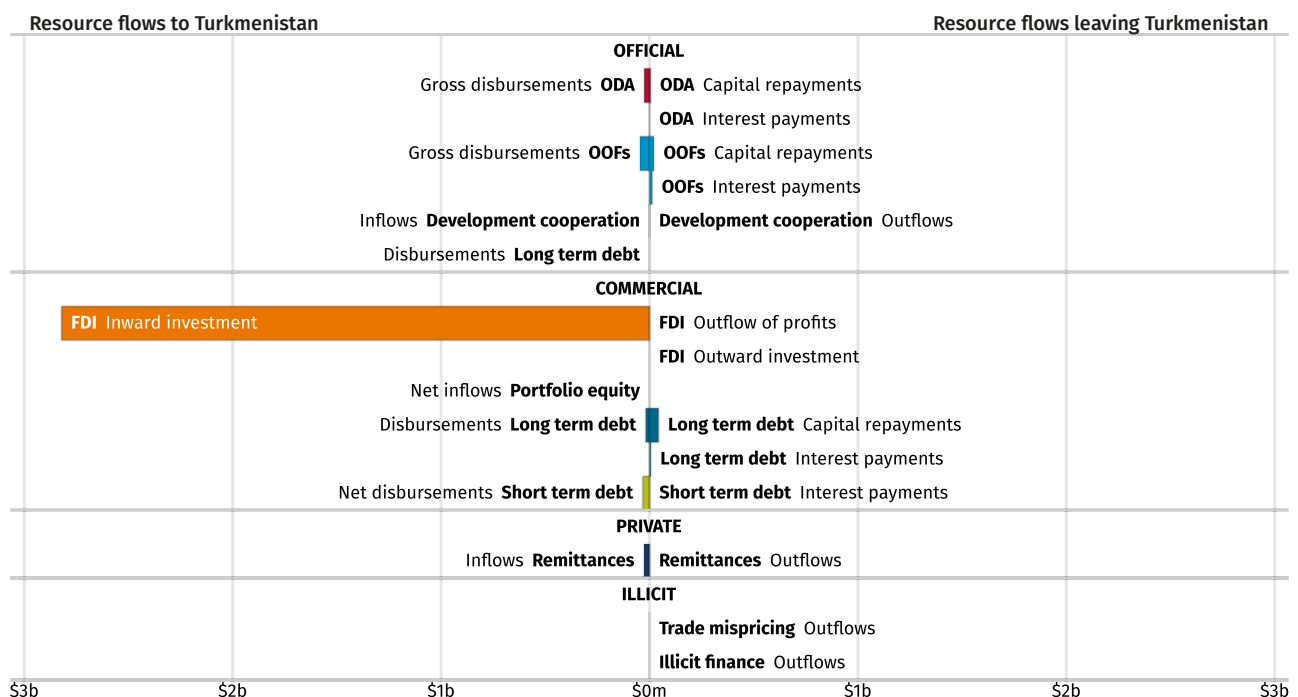 Resource flows to Turkmenistan Resource flows leaving Turkmenistan
OFFICIAL
Gross disbursements ODA ODA Capital repayments
ODA Interest payments
Gross disbursements OOFs OOFs Capital repayments
OOFs Interest payments
Inflows Development cooperation Development cooperation Outflows
Disbursements Long term debt
COMMERCIAL
FDI Inward investment FDI Outflow of profits
FDI Outward investment
Net inflows Portfolio equity
Disbursements Long term debt Long term debt Capital repayments
Long term debt Interest payments
Net disbursements Short term debt Short term debt Interest payments
PRIVATE
Inflows Remittances Remittances Outflows
ILLICIT
Trade mispricing Outflows
Illicit finance Outflows
$3b $2b $1b $0m $1b $2b $3b